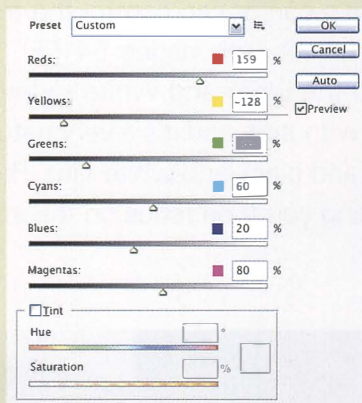 Preset Custom OK
Cancel
Reds: 159 %
Auto
Yellows: -128 % Preview
Greens: %
Cyans: 60 %
Blues: 20 %
Magentas: 80 %
Tint
Hue °
Saturation %